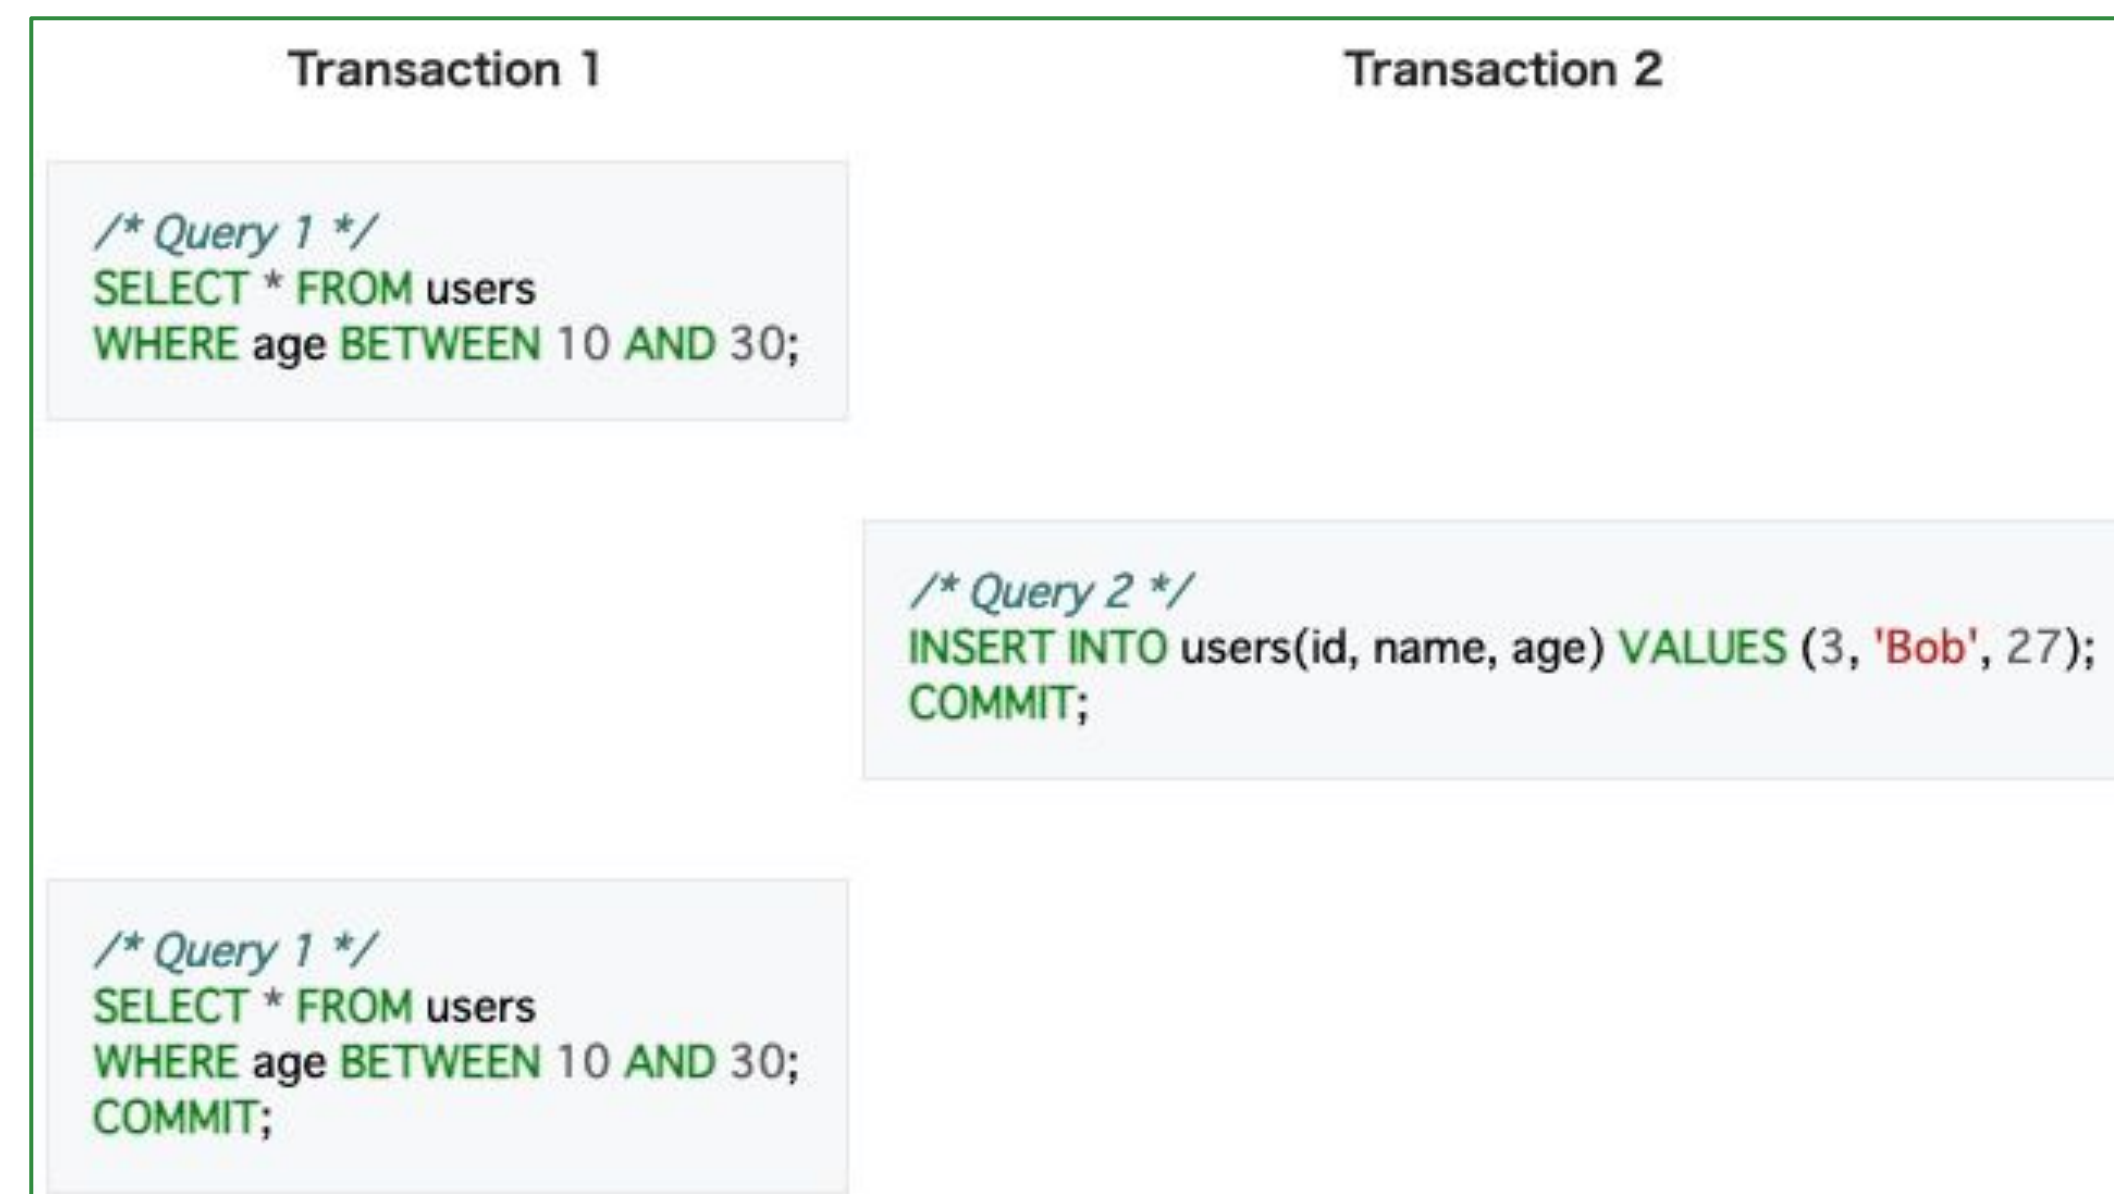 Transaction 1
Transaction 2
/* Query 1 */
SELECT * FROM users
WHERE age BETWEEN 10 AND 30;
/* Query 2 */
INSERT INTO users(id, name, age) VALUES (3, 'Bob', 27);
COMMIT;
/* Query 1 */
SELECT * FROM users
WHERE age BETWEEN 10 AND 30;
COMMIT;